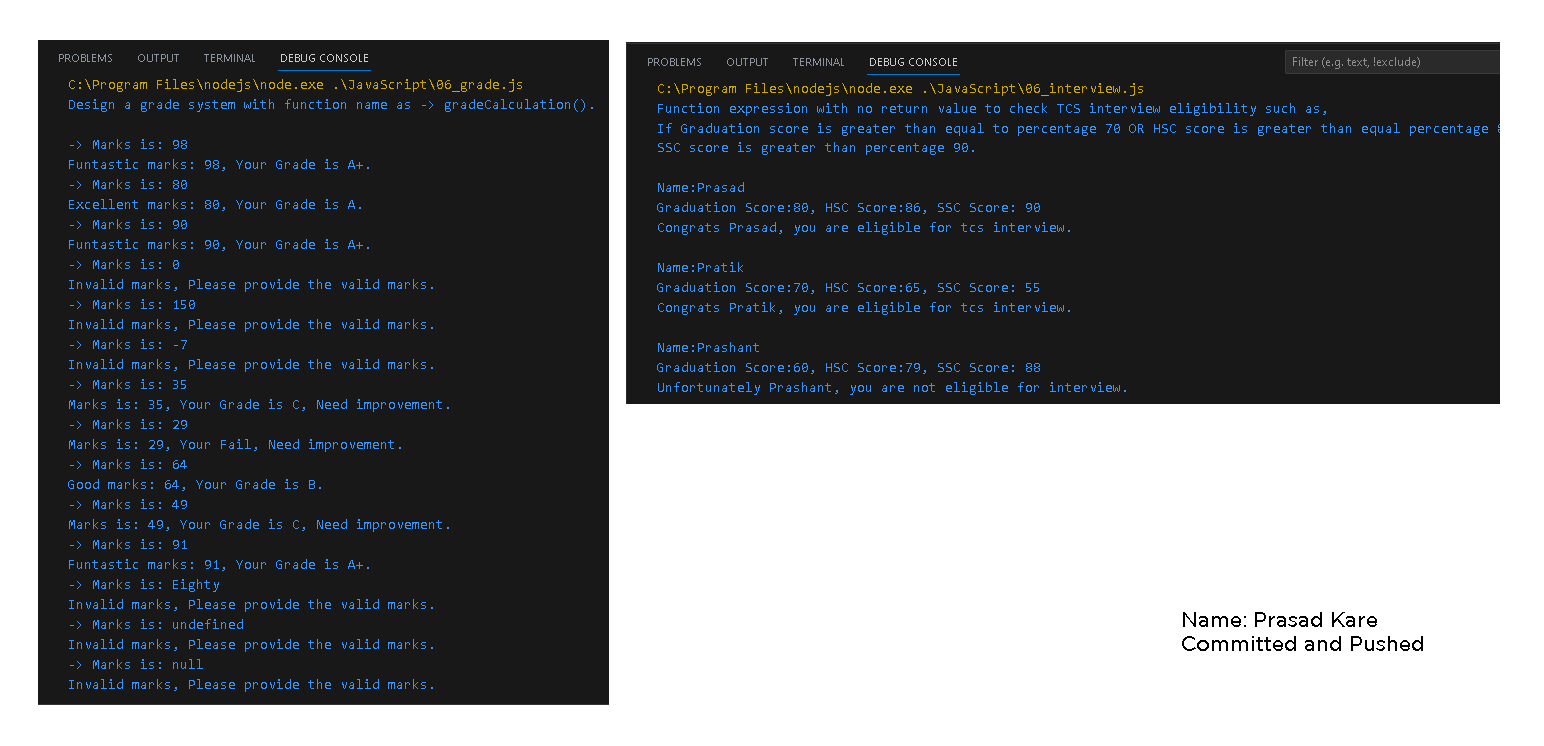 PROBLEMS OUTPUT TERMINAL DEBUG CONSOLE
C:\Program Files\nodejs\node.exe .\JavaScript\06_grade.js
Design a grade system with function name as -> gradeCalculation().
-> Marks is: 98
Funtastic marks: 98, Your Grade is A+.
-> Marks is: 80
Excellent marks: 80, Your Grade is A.
-> Marks is: 90
Funtastic marks: 90, Your Grade is A+.
-> Marks is: 0
Invalid marks, Please provide the valid marks.
-> Marks is: 150
Invalid marks, Please provide the valid marks.
-> Marks is: -7
Invalid marks, Please provide the valid marks.
-> Marks is: 35
Marks is: 35, Your Grade is C, Need improvement.
-> Marks is: 29
Marks is: 29, Your Fail, Need improvement.
-> Marks is: 64
Good marks: 64, Your Grade is B.
-> Marks is: 49
Marks is: 49, Your Grade is C, Need improvement.
-> Marks is: 91
Funtastic marks: 91, Your Grade is A+.
-> Marks is: Eighty
Invalid marks, Please provide the valid marks.
-> Marks is: undefined
Invalid marks, Please provide the valid marks.
-> Marks is: null
Invalid marks, Please provide the valid marks.
PROBLEMS OUTPUT TERMINAL DEBUG CONSOLE Filter (e.g. text, !exclude)
C:\Program Files\nodejs\node.exe .\JavaScript\06_interview.js
Function expression with no return value to check TCS interview eligibility such as,
If Graduation score is greater than equal to percentage 70 OR HSC score is greater than equal percentage
SSC score is greater than percentage 90.
Name:Prasad
Graduation Score:80, HSC Score:86, SSC Score: 90
Congrats Prasad, you are eligible for tcs interview.
Name:Pratik
Graduation Score:70, HSC Score:65, SSC Score: 55
Congrats Pratik, you are eligible for tcs interview.
Name:Prashant
Graduation Score:60, HSC Score:79, SSC Score: 88
Unfortunately Prashant, you are not eligible for interview.
Name: Prasad Kare
Committed and Pushed